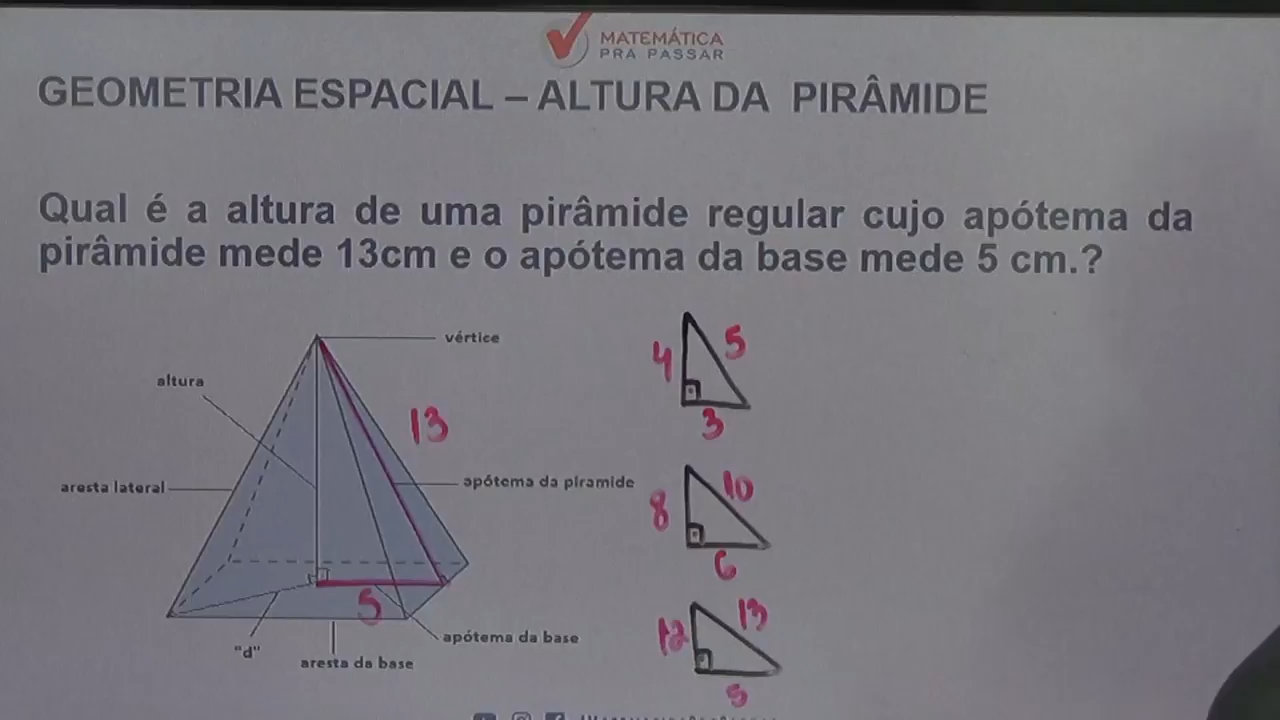 MATEMÁTICA
PRA PASSAR
GEOMETRIA ESPACIAL – ALTURA DA PIRÂMIDE
Qual é a altura de uma pirâmide regular cujo apótema da
pirâmide mede 13cm e o apótema da base mede 5 cm.?
vértice
altura
13
aresta lateral
apótema da piramide
5
apótema da base
"d"
aresta da base
4
5
3
8
10
6
12
13
5